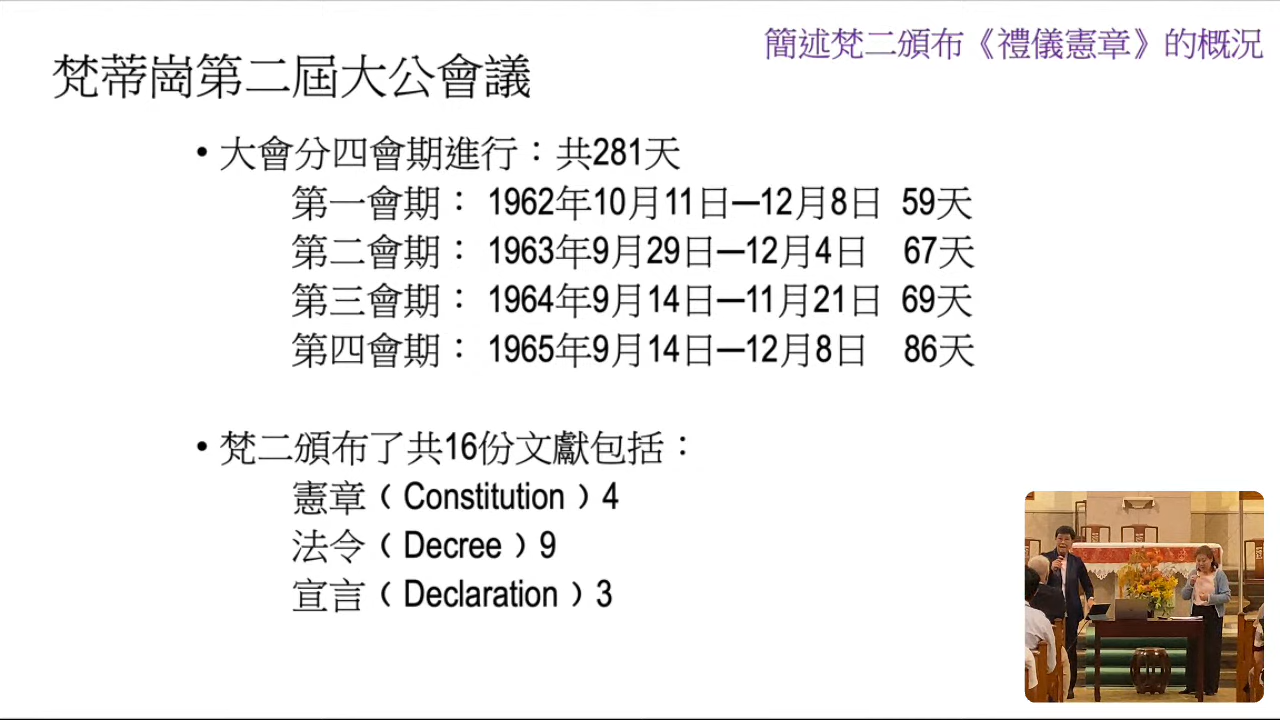 簡述梵二頒布《禮儀憲章》的概況
梵蒂崗第二屆大公會議
• 大會分四會期進行：共281天
第一會期： 1962年10月11日—12月8日 59天
第二會期： 1963年9月29日—12月4日 67天
第三會期： 1964年9月14日—11月21日 69天
第四會期： 1965年9月14日—12月8日 86天
• 梵二頒布了共16份文獻包括：
憲章（Constitution）4
法令（Decree）9
宣言（Declaration）3